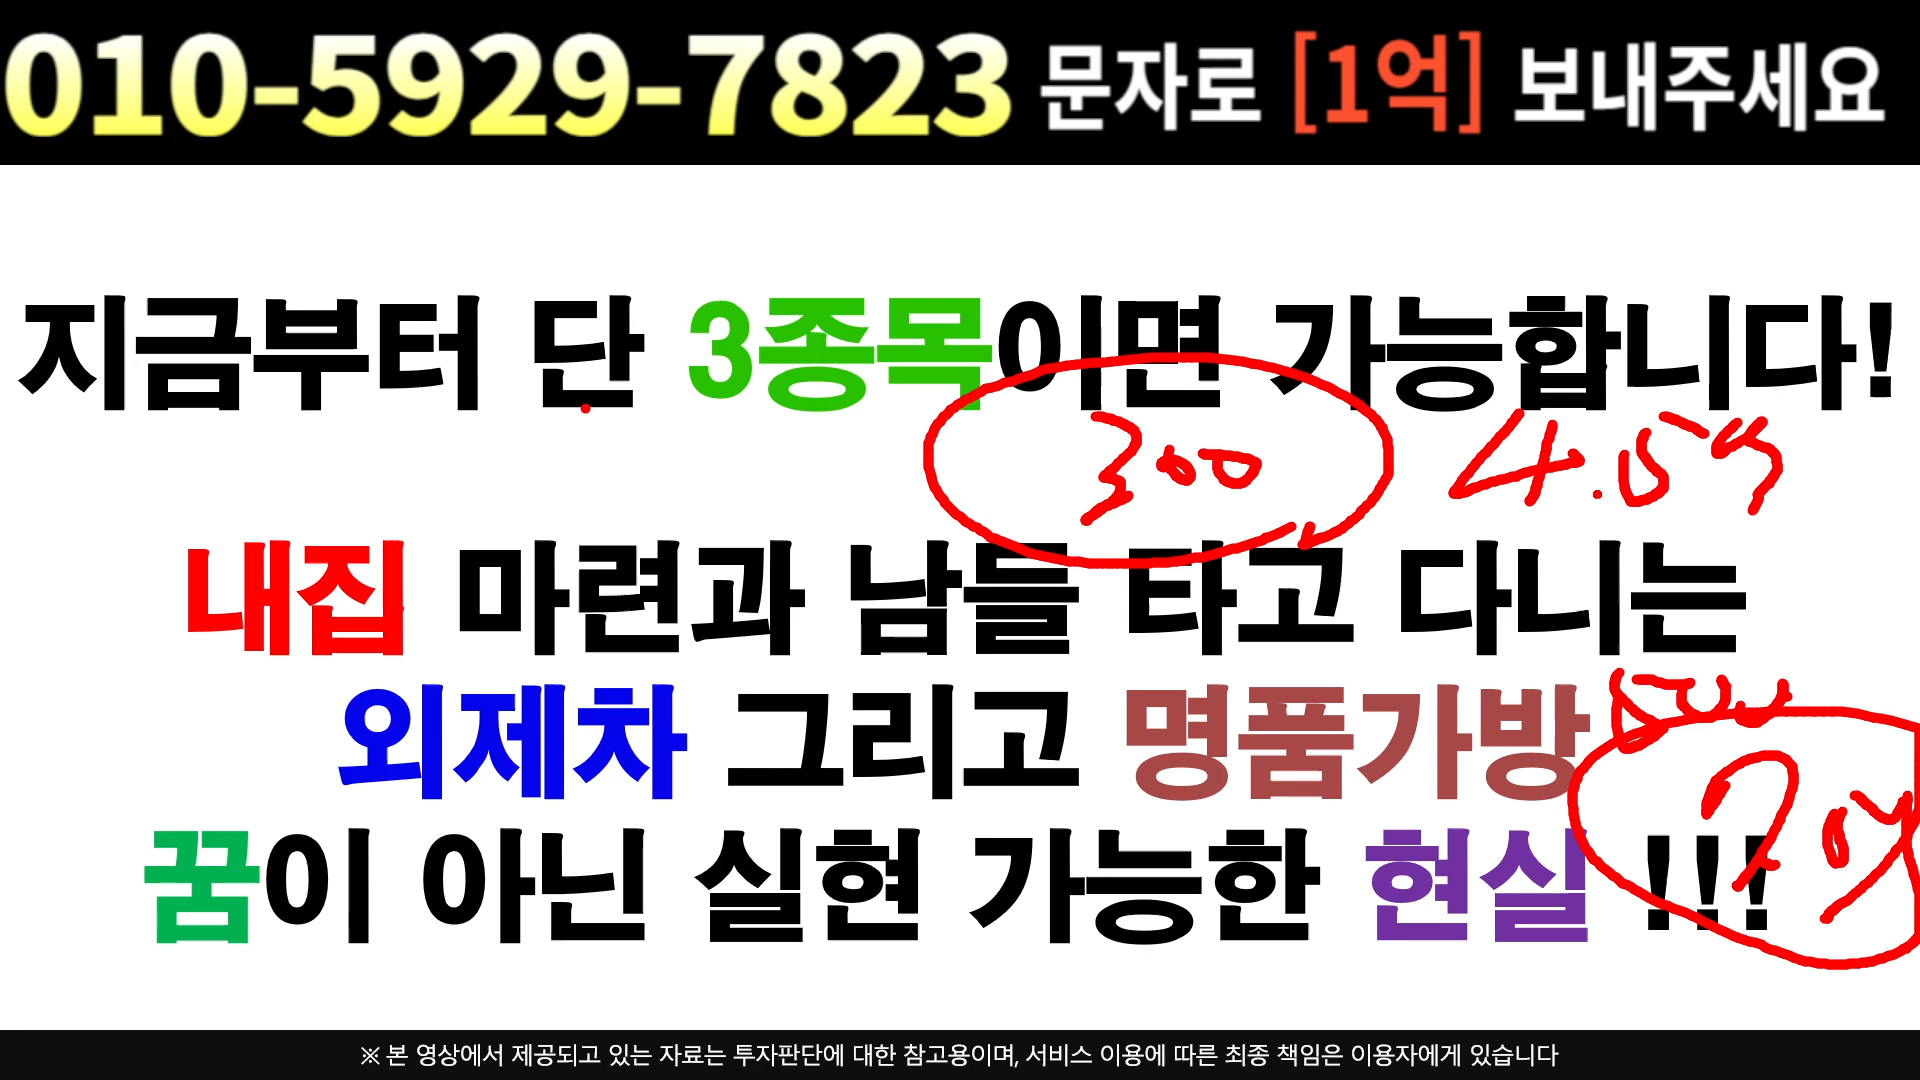 010-5929-7823 문자로 [1억] 보내주세요
지금부터 단 3종목이면 가능합니다!
300
4.5억
내집 마련과 남들 타고 다니는
외제차 그리고 명품가방
500
꿈이 아닌 실현 가능한 현실 !!!
※ 본 영상에서 제공되고 있는 자료는 투자판단에 대한 참고용이며, 서비스 이용에 따른 최종 책임은 이용자에게 있습니다